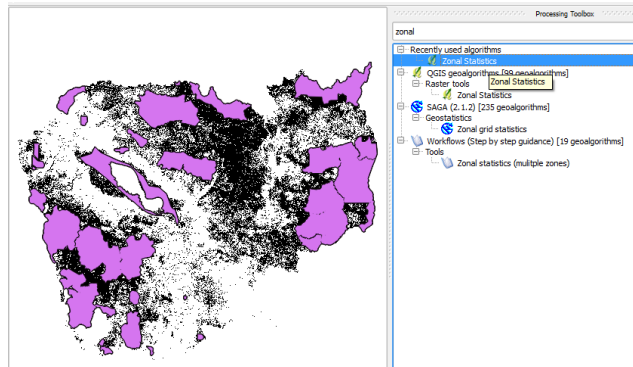 Processing Toolbox
zonal
Recently used algorithms
Zonal Statistics
QGIS geoalgorithms [99 geoalgorithms]
Zonal Statistics
Raster tools
Zonal Statistics
SAGA (2.1.2) [235 geoalgorithms]
Geostatistics
Zonal grid statistics
Workflows (Step by step guidance) [19 geoalgorithms]
Tools
Zonal statistics (mulitple zones)